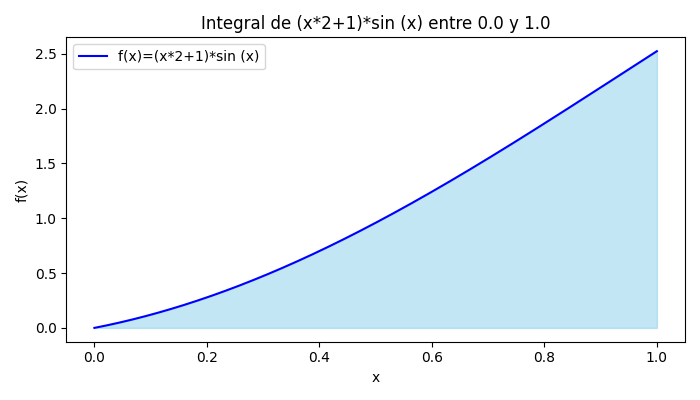 Integral de (x*2+1)*sin (x) entre 0.0 y 1.0
f(x)=(x*2+1)*sin (x)
f(x)
2.5
2.0
1.5
1.0
0.5
0.0
0.0 0.2 0.4 0.6 0.8 1.0
x